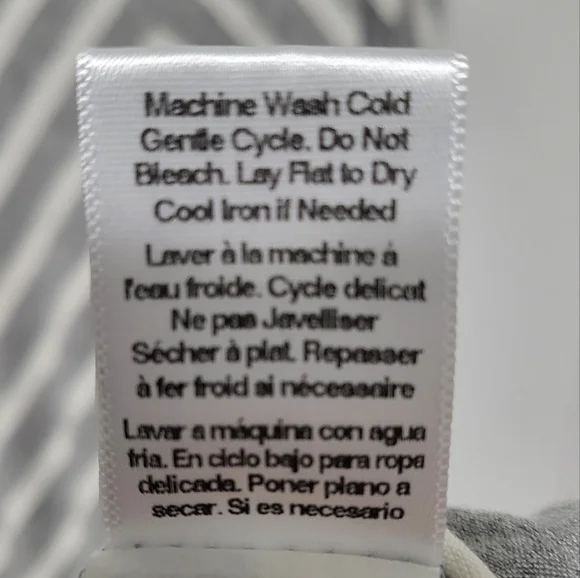 Machine Wash Cold
Gentle Cycle. Do Not
Bleach. Lay Flat to Dry
Cool Iron if Needed
Laver à la machine á
l'eau froide. Cycle delicat
Ne pas Javelliser
Sécher à plat. Repasser
à fer froid si nécessaire
Lavar a máquina con agua
fria. En ciclo bajo para ropa
delicada. Poner plano a
secar. Si es necesario